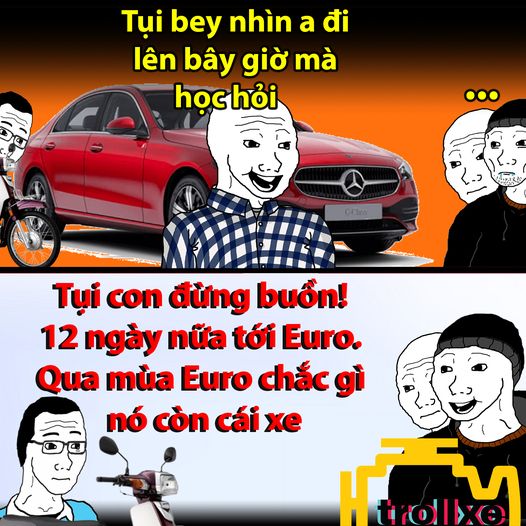 Tụi bey nhìn a đi
lên bây giờ mà
học hỏi
...
C-Class
Tụi con đừng buồn!
12 ngày nữa tới Euro.
Qua mùa Euro chắc gì
nó còn cái xe
H M
trollxe